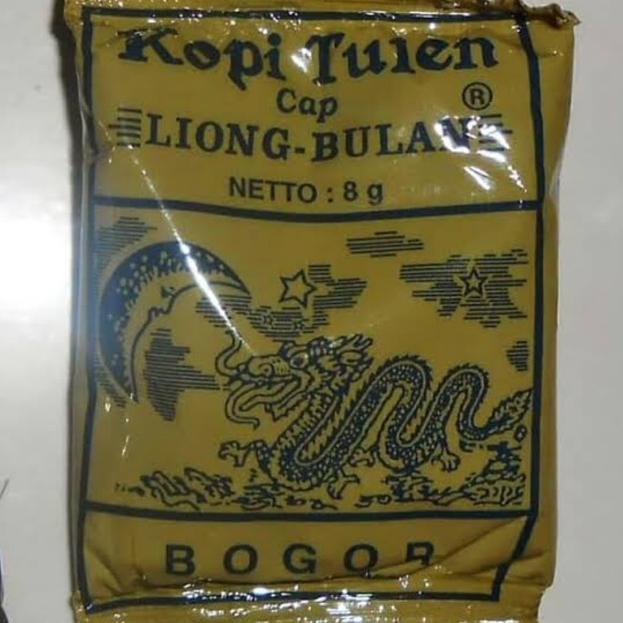 Kopi Tulen
Cap
LIONG-BULAN ®
NETTO : 8 g
BOGOR